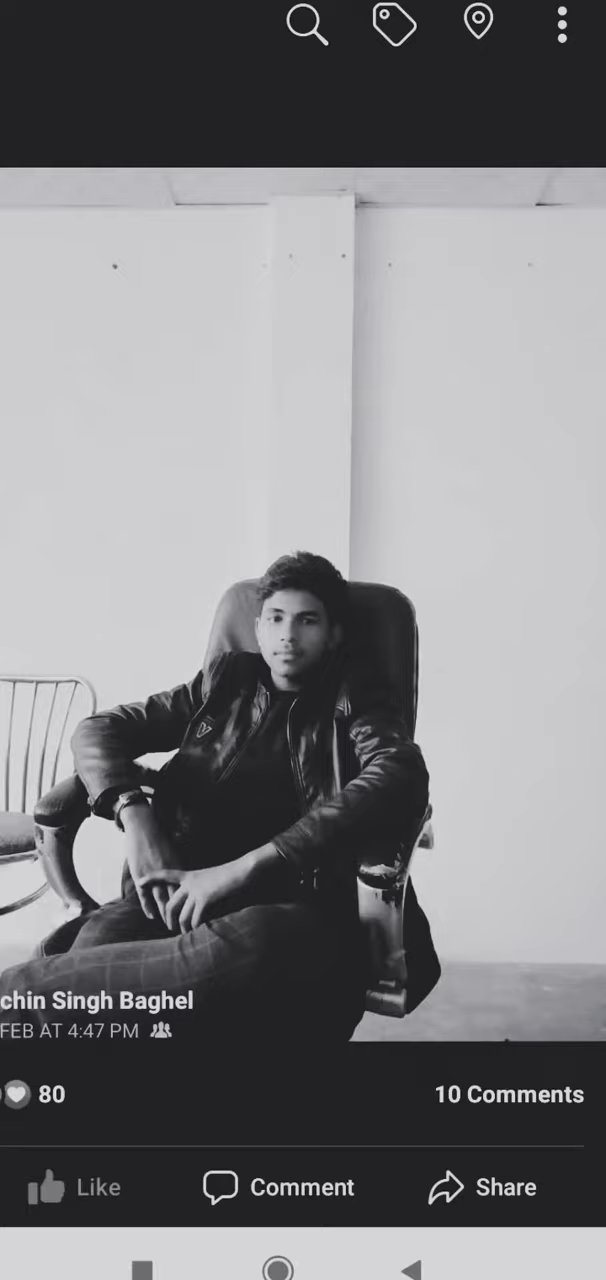 chin Singh Baghel
FEB AT 4:47 PM
80
10 Comments
Like
Comment
Share